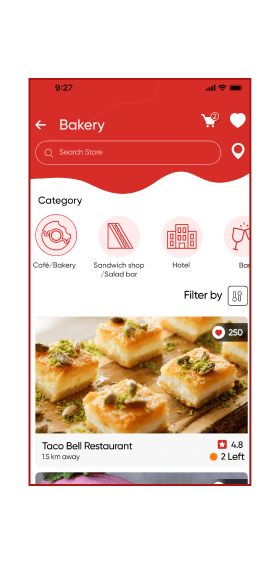 9:27
2
Bakery
Search Store
Category
Café/Bakery
Sandwich shop
/Salad bar
Hotel
Bar
Filter by
250
Taco Bell Restaurant
4.8
1.5 km away
2 Left